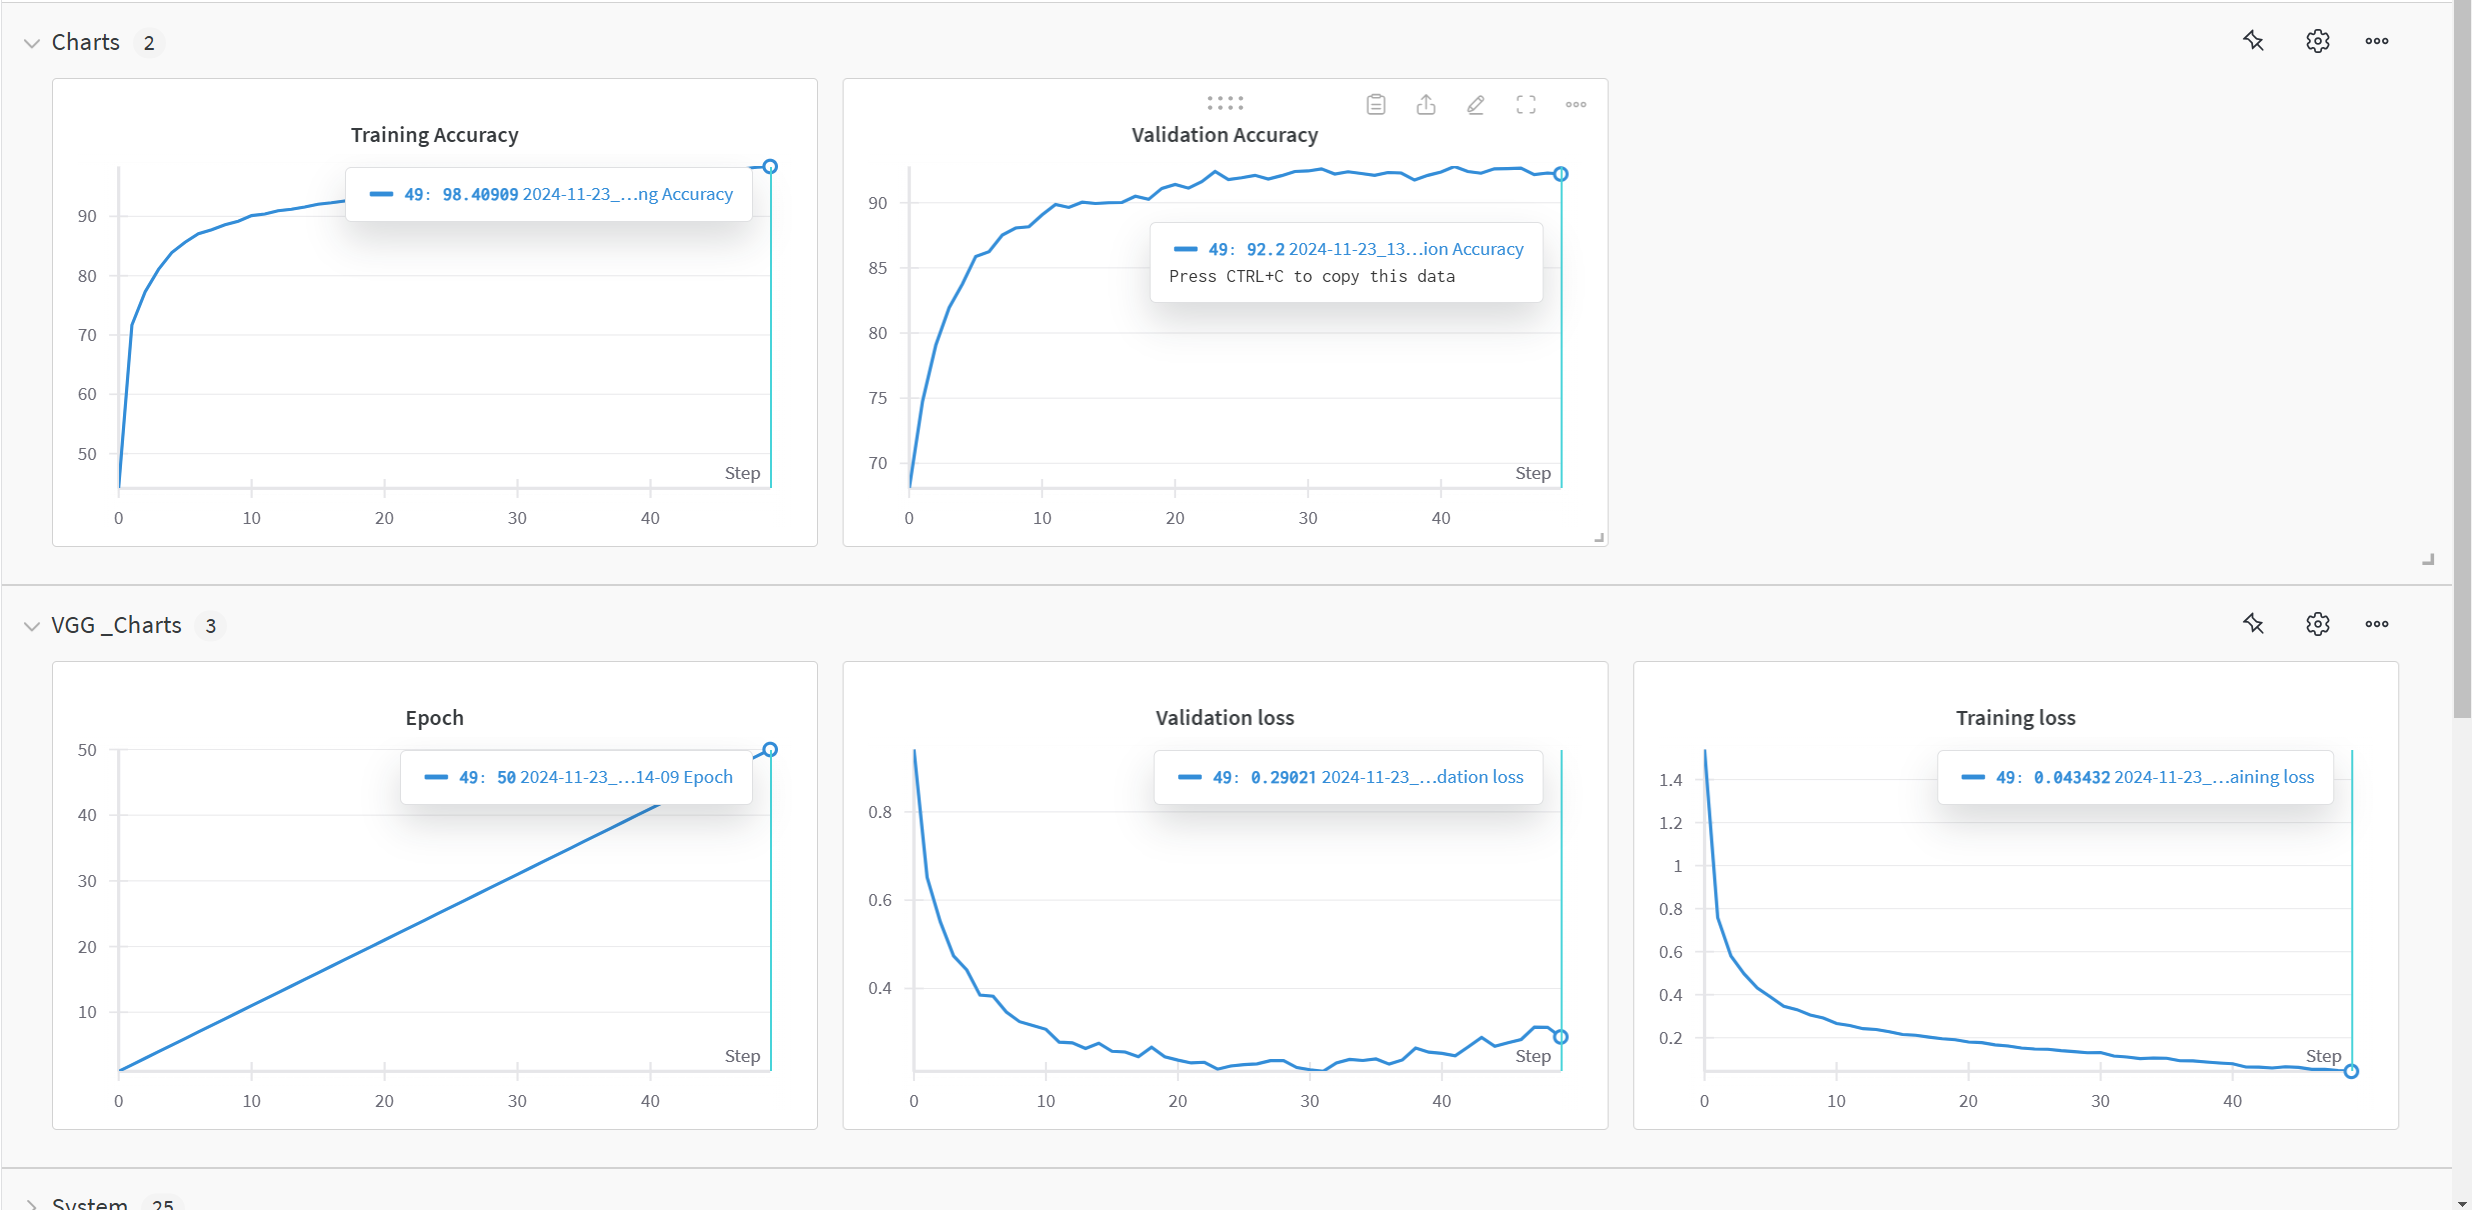 Charts 2
Training Accuracy
49: 98.40909 2024-11-23_...ng Accuracy
90
80
70
60
50
Step
0 10 20 30 40
Validation Accuracy
49: 92.2 2024-11-23_13...ion Accuracy
Press CTRL+C to copy this data
90
85
80
75
70
Step
0 10 20 30 40
VGG _Charts 3
Epoch
49: 50 2024-11-23_...14-09 Epoch
50
40
30
20
10
Step
0 10 20 30 40
Validation loss
49: 0.29021 2024-11-23_...dation loss
0.8
0.6
0.4
Step
0 10 20 30 40
Training loss
49: 0.043432 2024-11-23_...aining loss
1.4
1.2
1
0.8
0.6
0.4
0.2
Step
0 10 20 30 40
System 25